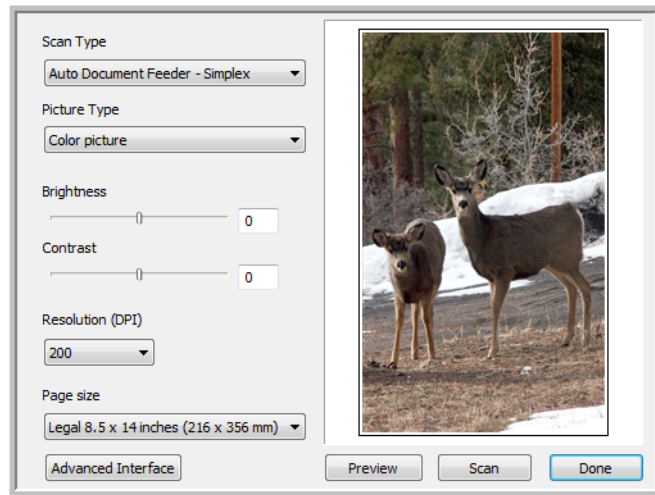 Scan Type
Auto Document Feeder - Simplex
Picture Type
Color picture
Brightness
0
Contrast
0
Resolution (DPI)
200
Page size
Legal 8.5 x 14 inches (216 x 356 mm)
Advanced Interface
Preview
Scan
Done